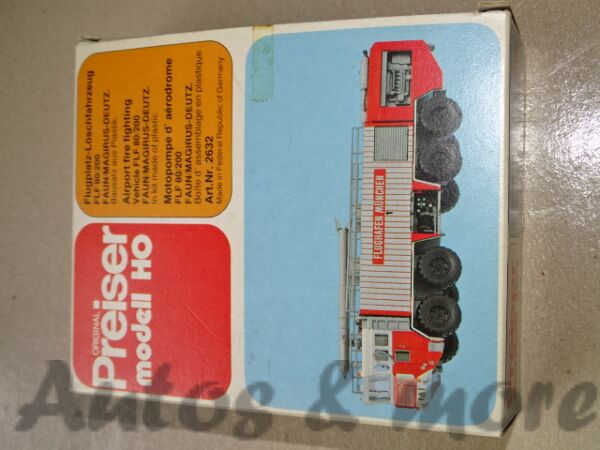 ORIGINAL
Preiser
modell HO
Flugplatz-Löschfahrzeug
FLF 80/200
FAUN-MAGIRUS-DEUTZ.
Bausatz aus Plastik.
Airport fire fighting
Vehicle FLF 80/200
FAUN-MAGIRUS-DEUTZ.
In kit made of plastic.
Motopompe d' aérodrome
FLF 80/200
FAUN MAGIRUS-DEUTZ.
Boîte d' assemblage en plastique
Art.Nr. 2632
Made in Federal Republic of Germany
FLUGHAFEN MÜNCHEN
Autos & more